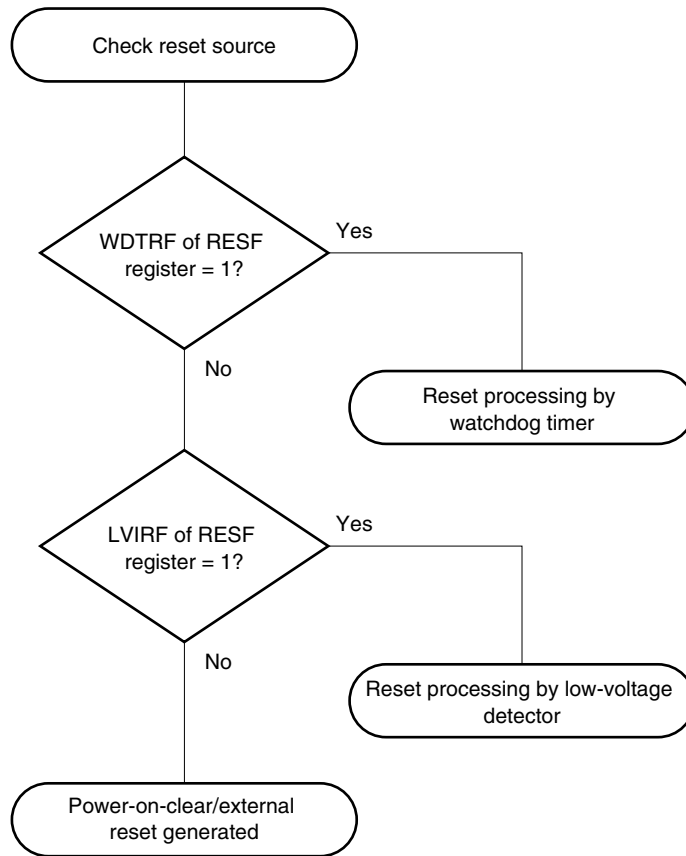 Check reset source
WDTRF of RESF
register = 1?
Yes
No
Reset processing by
watchdog timer
LVIRF of RESF
register = 1?
Yes
No
Reset processing by low-voltage
detector
Power-on-clear/external
reset generated